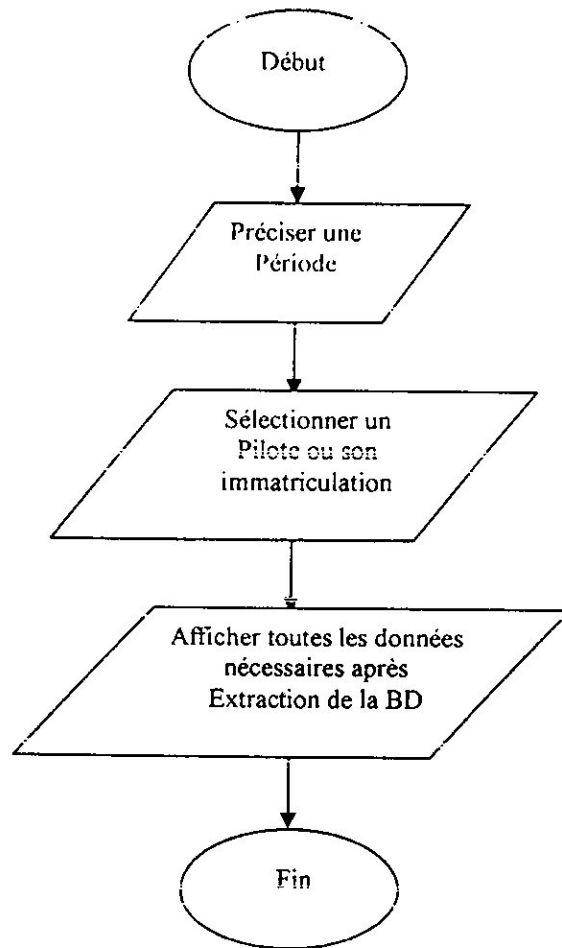 Début
Préciser une
Période
Sélectionner un
Pilote ou son
immatriculation
Afficher toutes les données
nécessaires après
Extraction de la BD
Fin